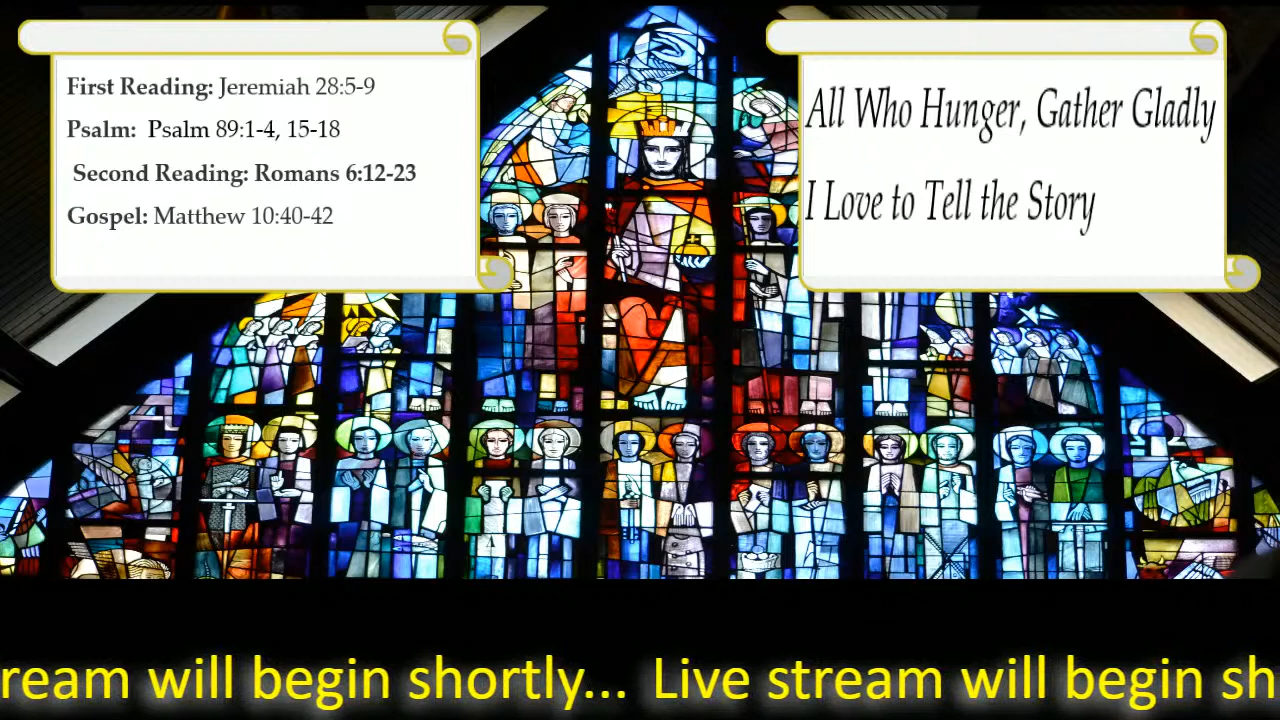 First Reading: Jeremiah 28:5-9
Psalm: Psalm 89:1-4, 15-18
Second Reading: Romans 6:12-23
Gospel: Matthew 10:40-42
All Who Hunger, Gather Gladly
I Love to Tell the Story
ream will begin shortly... Live stream will begin sh